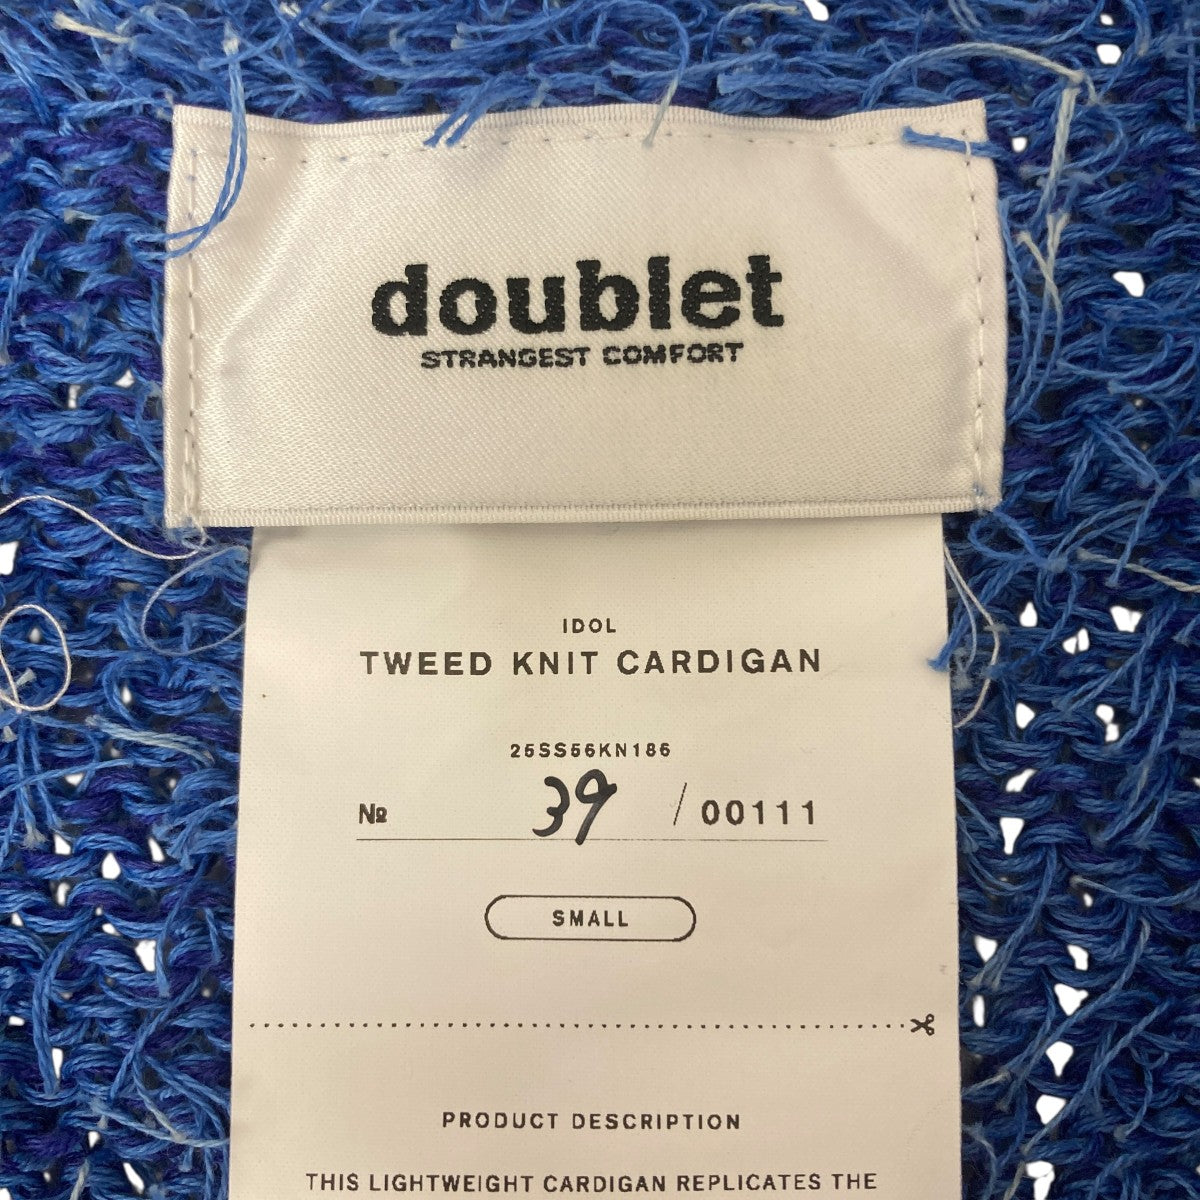 doublet
STRANGEST COMFORT
IDOL
TWEED KNIT CARDIGAN
25SS56KN186
№ 39 / 00111
SMALL
PRODUCT DESCRIPTION
THIS LIGHTWEIGHT CARDIGAN REPLICATES THE